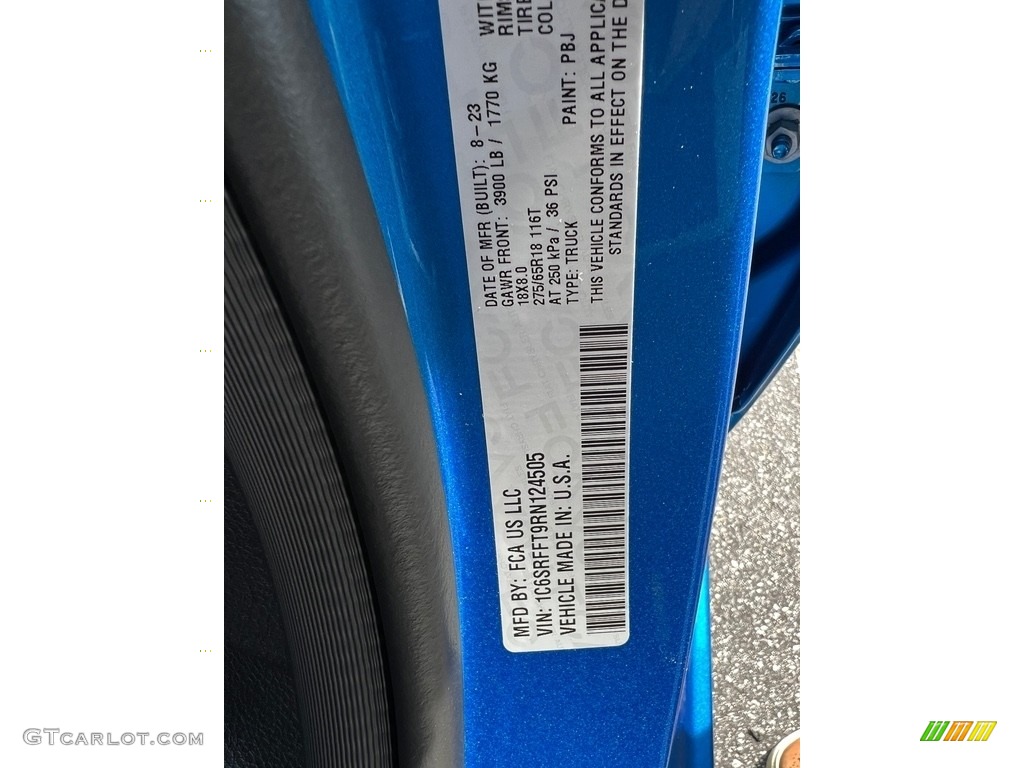 MFD BY: FCA US LLC
DATE OF MFR (BUILT): 8-23
GAWR FRONT: 3900 LB / 1770 KG
WIT
18X8.0
RIM
275/65R18 116T
TIRE
AT 250 kPa / 36 PSI
COL
VIN: 1C6SRFFT9RN124505
TYPE: TRUCK
PAINT: PBJ
VEHICLE MADE IN: U.S.A.
THIS VEHICLE CONFORMS TO ALL APPLICA
STANDARDS IN EFFECT ON THE D
26
GTcarlot.com